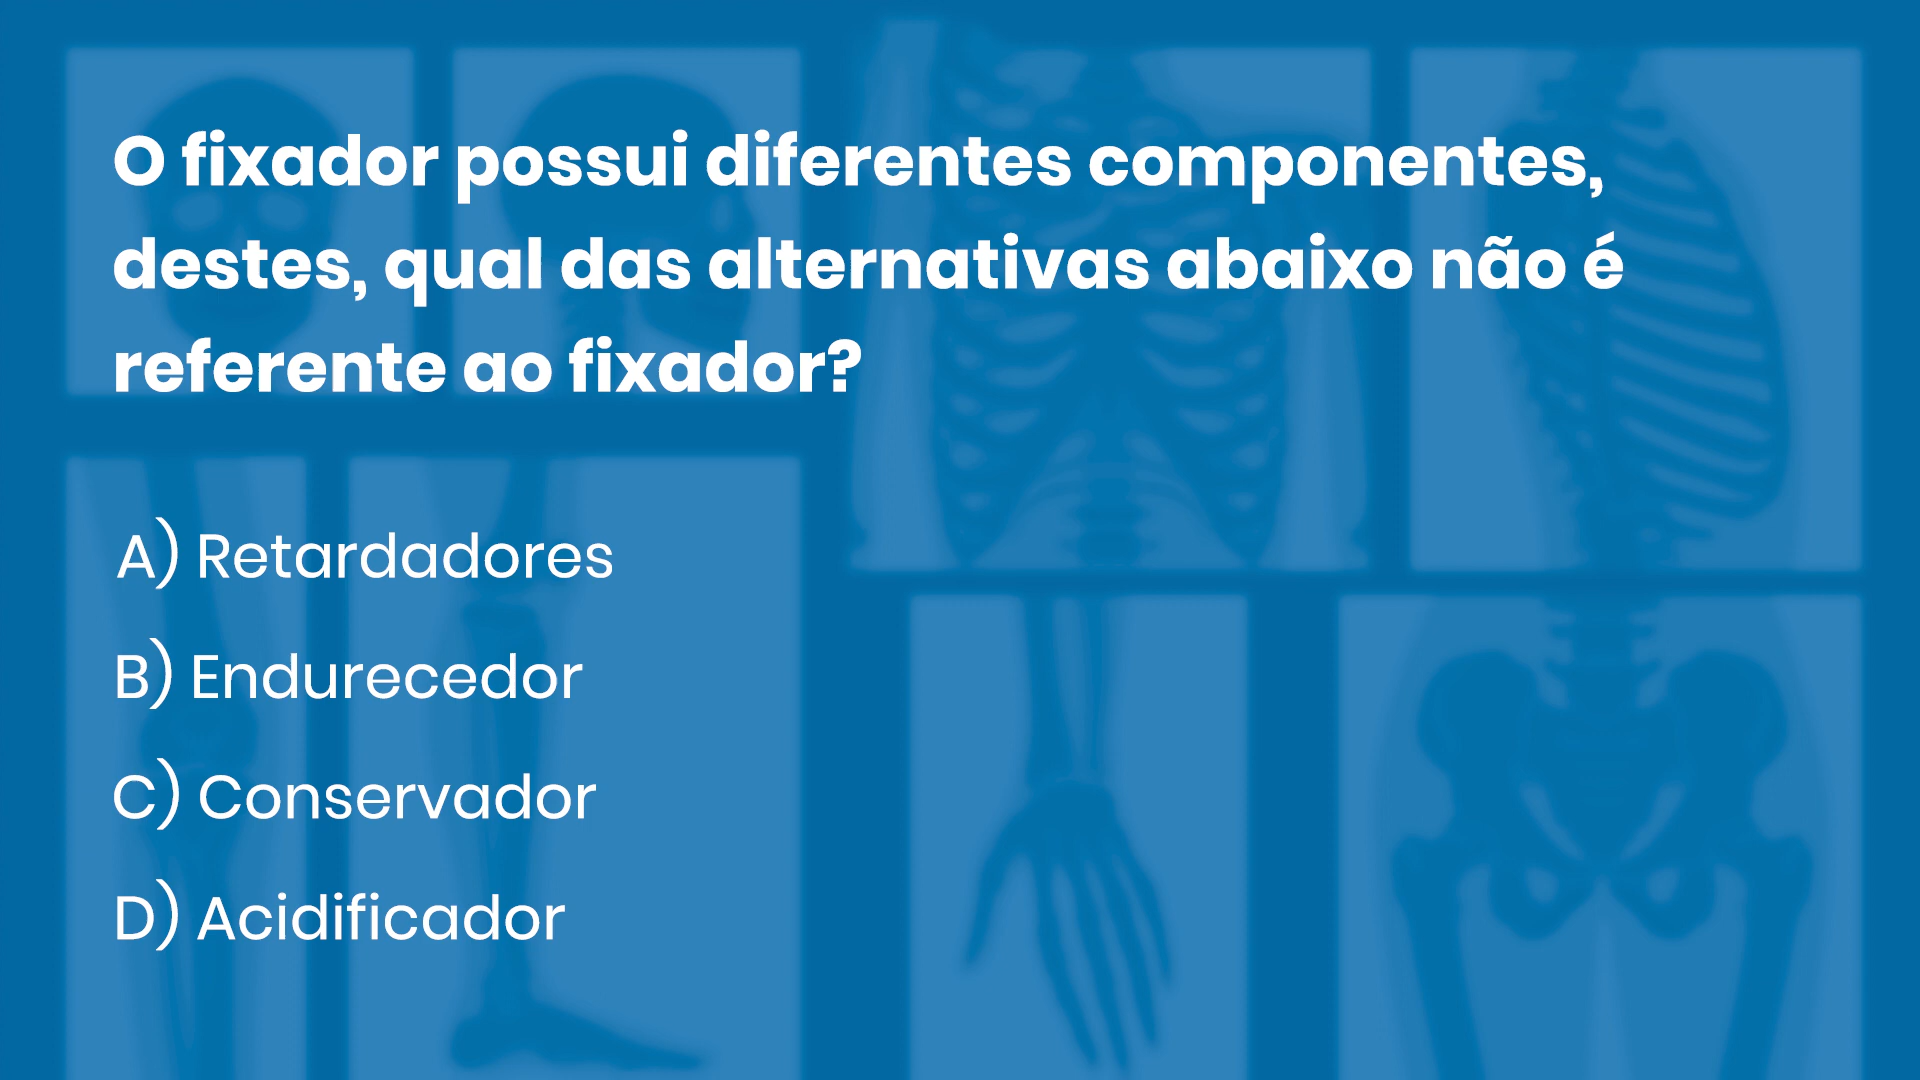 O fixador possui diferentes componentes,
destes, qual das alternativas abaixo não é
referente ao fixador?
A) Retardadores
B) Endurecedor
C) Conservador
D) Acidificador